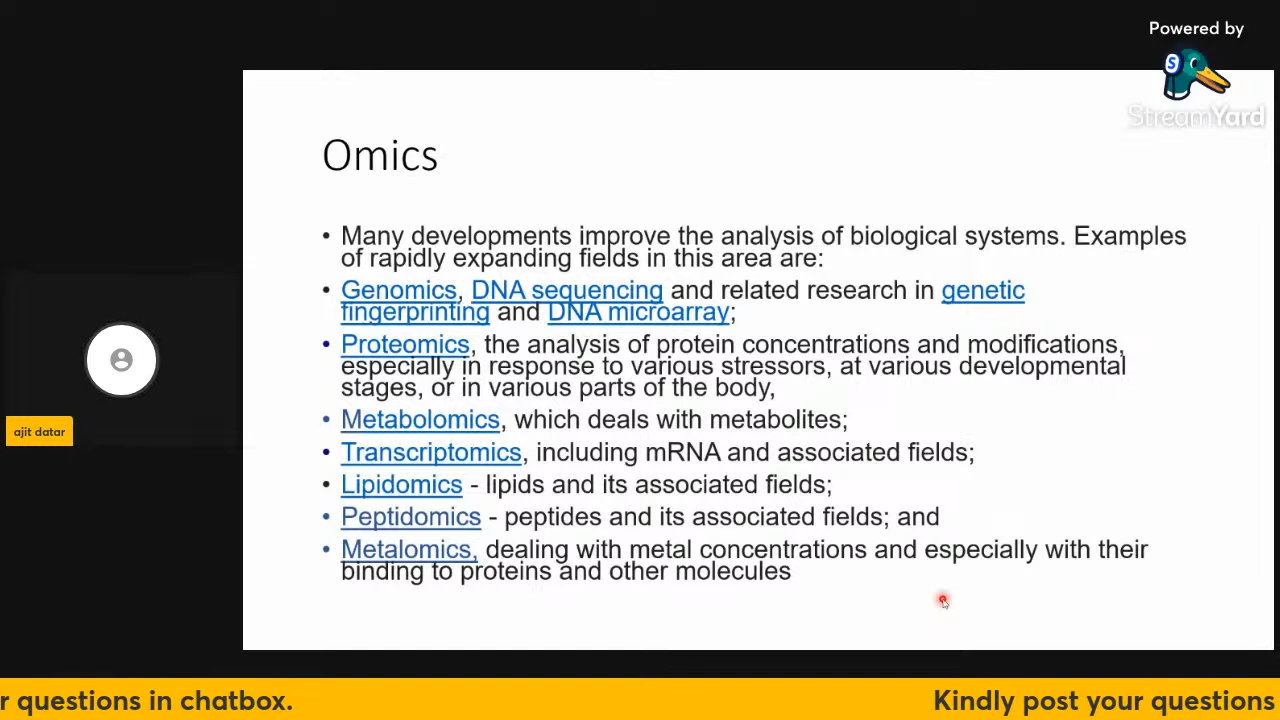 Powered by
StreamYard
Omics
• Many developments improve the analysis of biological systems. Examples
of rapidly expanding fields in this area are:
• Genomics, DNA sequencing and related research in genetic
fingerprinting and DNA microarray;
• Proteomics, the analysis of protein concentrations and modifications,
especially in response to various stressors, at various developmental
stages, or in various parts of the body,
• Metabolomics, which deals with metabolites;
• Transcriptomics, including mRNA and associated fields;
• Lipidomics - lipids and its associated fields;
• Peptidomics - peptides and its associated fields; and
• Metalomics, dealing with metal concentrations and especially with their
binding to proteins and other molecules
ajit datar
r questions in chatbox. Kindly post your questions